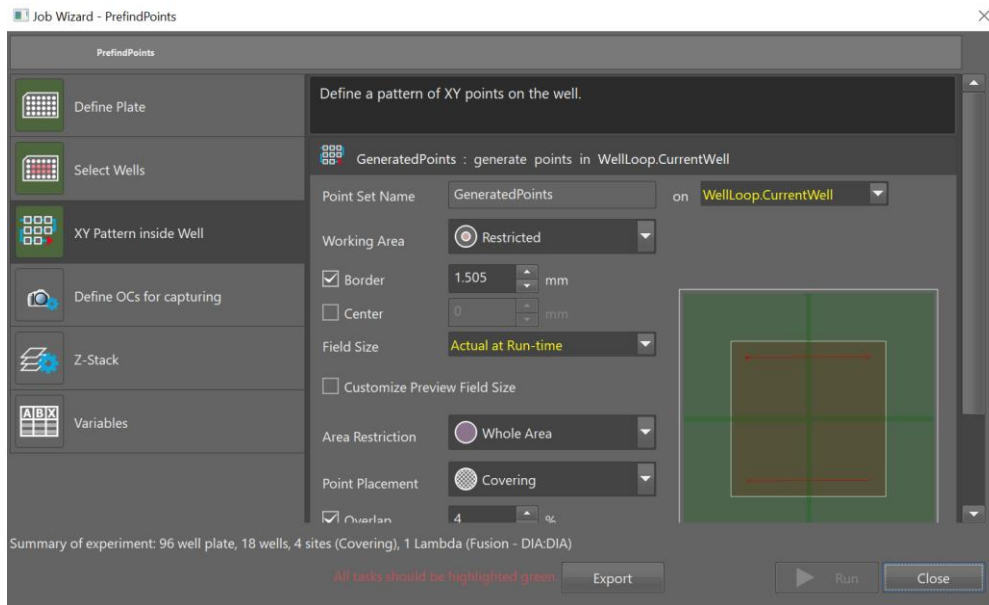 Job Wizard - PrefindPoints
PrefindPoints
Define Plate
Select Wells
XY Pattern inside Well
Define OCs for capturing
Z-Stack
ABX
Variables
Define a pattern of XY points on the well.
GeneratedPoints : generate points in WellLoop.CurrentWell
Point Set Name GeneratedPoints on WellLoop.CurrentWell
Working Area Restricted
Border 1.505 mm
Center 0 mm
Field Size Actual at Run-time
Customize Preview Field Size
Area Restriction Whole Area
Point Placement Covering
Overlap 4 %
Summary of experiment: 96 well plate, 18 wells, 4 sites (Covering), 1 Lambda (Fusion - DIA:DIA)
All tasks should be highlighted green. Export Run Close